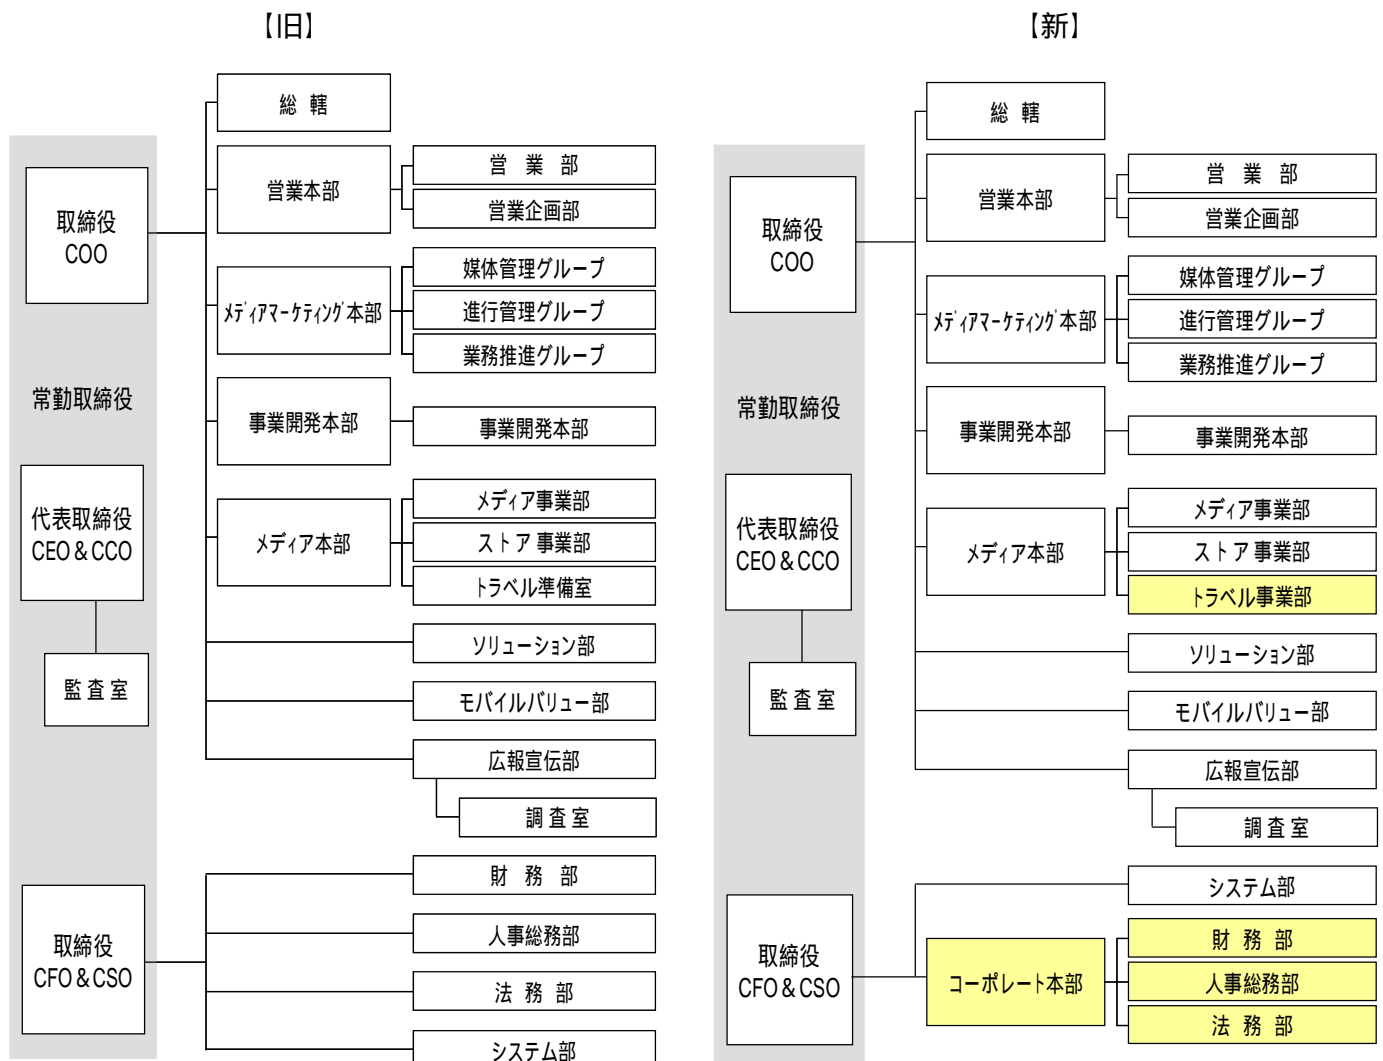 【旧】
総 轄
営業本部
営 業 部
営業企画部
取締役
COO
メディアマーケティング本部
媒体管理グループ
進行管理グループ
業務推進グループ
常勤取締役
事業開発本部
事業開発本部
代表取締役
CEO & CCO
メディア本部
メディア事業部
ストア 事業部
トラベル準備室
監 査 室
ソリューション部
モバイルバリュー部
広報宣伝部
調 査 室
取締役
CFO & CSO
財 務 部
人事総務部
法 務 部
システム部
【新】
総 轄
営業本部
営 業 部
営業企画部
取締役
COO
メディアマーケティング本部
媒体管理グループ
進行管理グループ
業務推進グループ
常勤取締役
事業開発本部
事業開発本部
代表取締役
CEO & CCO
メディア本部
メディア事業部
ストア 事業部
トラベル事業部
監 査 室
ソリューション部
モバイルバリュー部
広報宣伝部
調 査 室
取締役
CFO & CSO
システム部
コーポレート本部
財 務 部
人事総務部
法 務 部